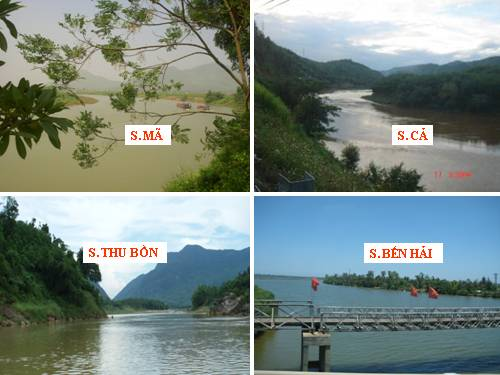 S.MÃ
S.CẢ
S.THU BỒN
S.BẾN HẢI